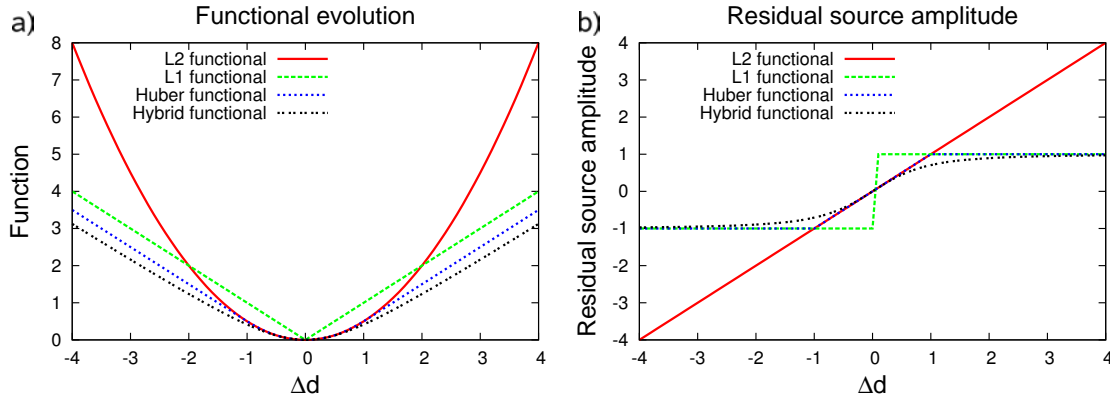 a)
Functional evolution
L2 functional
L1 functional
Huber functional
Hybrid functional
Function
8
7
6
5
4
3
2
1
0
-4 -3 -2 -1 0 1 2 3 4
Δd
b)
Residual source amplitude
L2 functional
L1 functional
Huber functional
Hybrid functional
Residual source amplitude
4
3
2
1
0
-1
-2
-3
-4
-4 -3 -2 -1 0 1 2 3 4
Δd